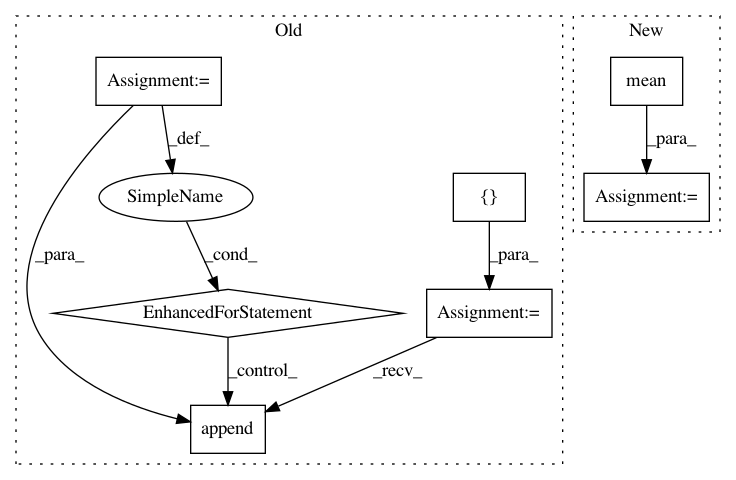 Old
New
Assignment:=
mean
_def_
_para_
SimpleName
{}
Assignment:=
_para_
_cond_
_para_
EnhancedForStatement
Assignment:=
_control_
_recv_
append